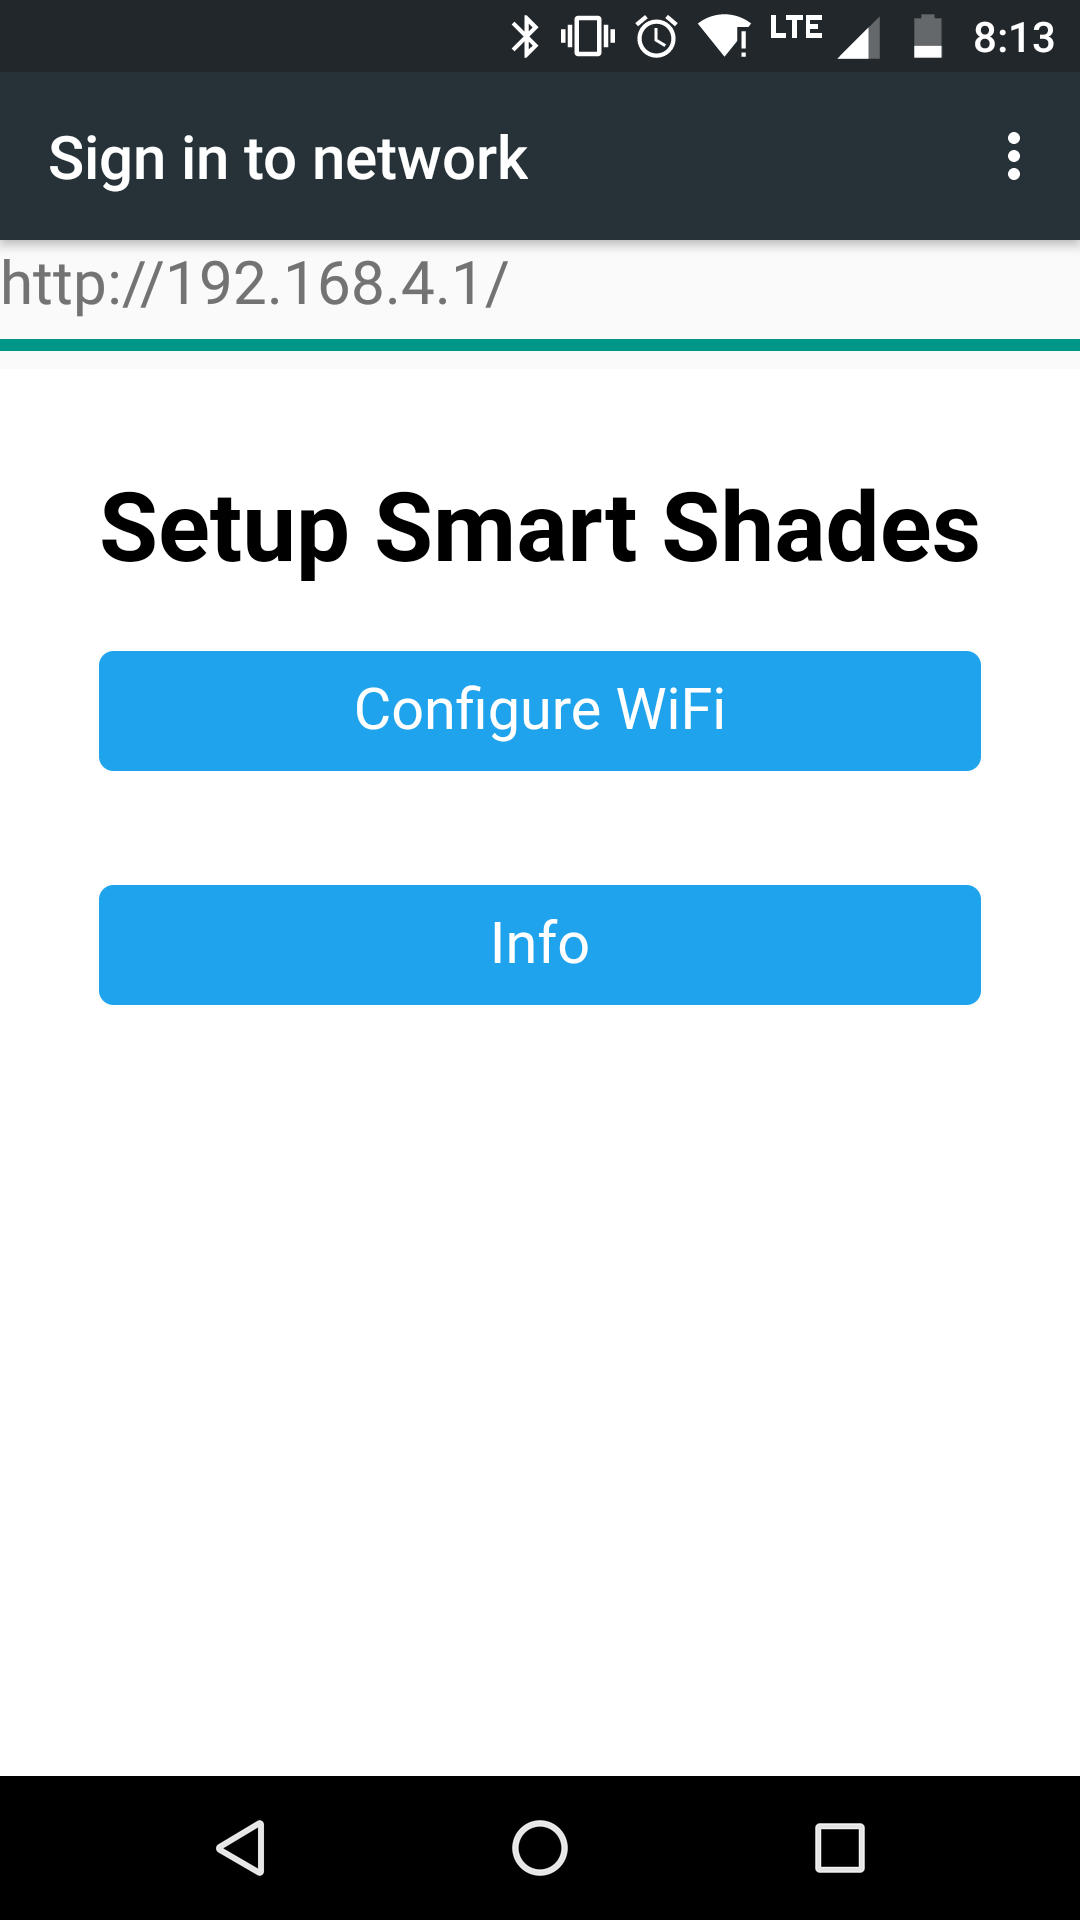 LTE 8:13
Sign in to network
http://192.168.4.1/
Setup Smart Shades
Configure WiFi
Info